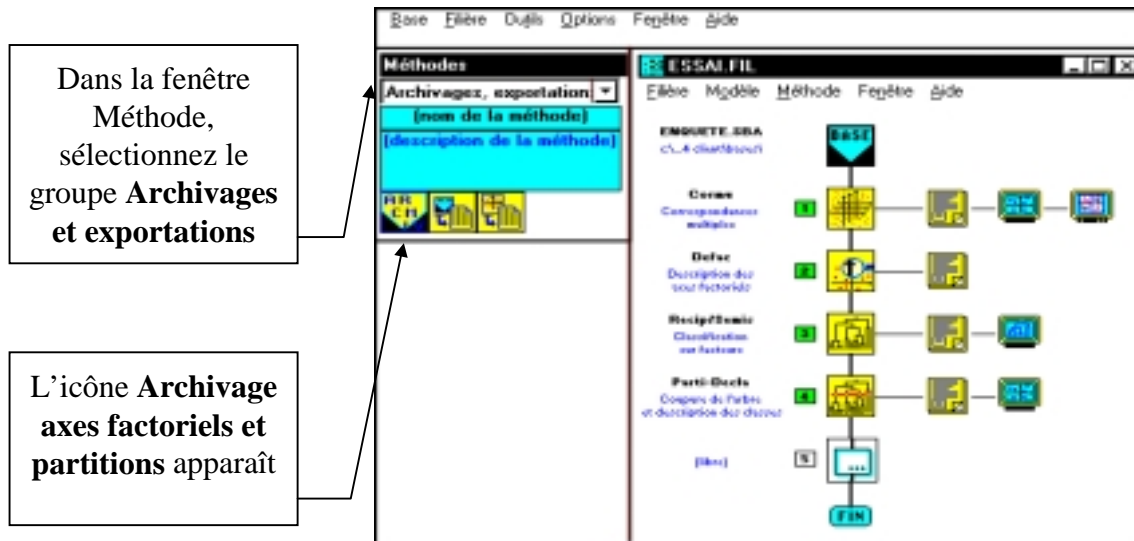 Base Filière Outils Options Fenêtre Aide
Dans la fenêtre
Méthode,
sélectionnez le
groupe Archivages
et exportations
L'icône Archivage
axes factoriels et
partitions apparaît
Méthodes
Archivages, exportation
(nom de la méthode)
(description de la méthode)
ARCH
ESSAI.FIL
Filière Modèle Méthode Fenêtre Aide
ENQUETE.SBA
BASE
Cormu
Correspondances
multiples
1
Defac
Description des
axes factoriels
2
Recip/Semis
Classification
sur facteurs
3
Parti-Decla
Coupure de l'arbre
et description des classes
4
(libre)
5
...
FIN